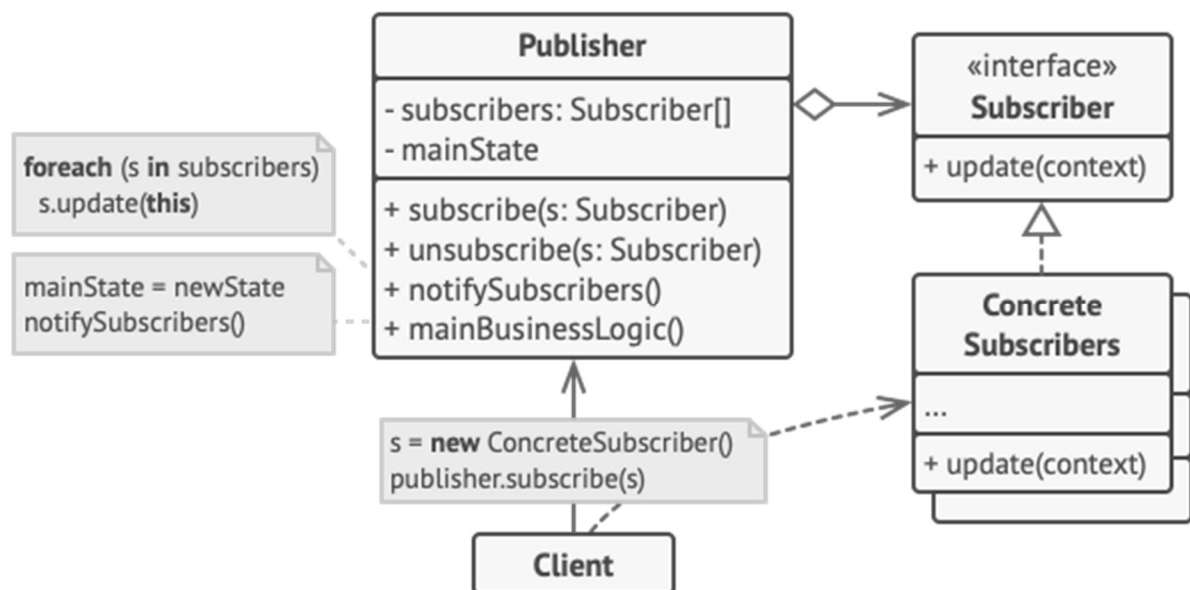 Publisher
- subscribers: Subscriber[]
- mainState
+ subscribe(s: Subscriber)
+ unsubscribe(s: Subscriber)
+ notifySubscribers()
+ mainBusinessLogic()
foreach (s in subscribers)
s.update(this)
mainState = newState
notifySubscribers()
«interface»
Subscriber
+ update(context)
Concrete
Subscribers
...
+ update(context)
s = new ConcreteSubscriber()
publisher.subscribe(s)
Client